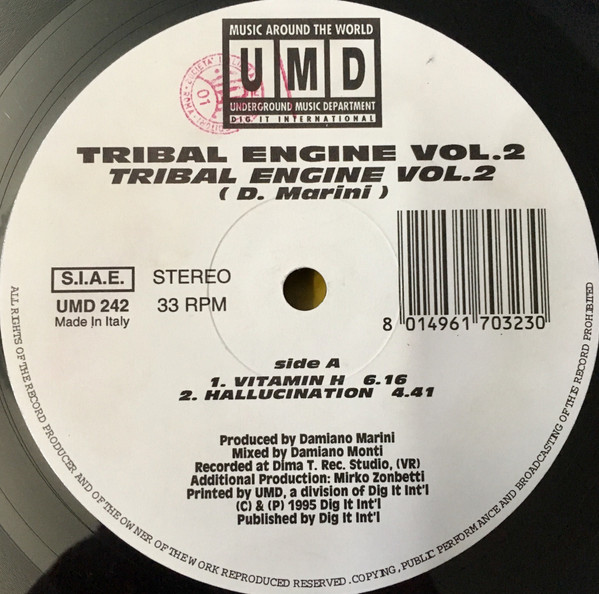 MUSIC AROUND THE WORLD
UMD
UNDERGROUND MUSIC DEPARTMENT
DIG IT INTERNATIONAL
TRIBAL ENGINE VOL.2
TRIBAL ENGINE VOL.2
( D. Marini )
S.I.A.E. STEREO
UMD 242 33 RPM
Made In Italy
8 014961 703230
side A
1. VITAMIN H 6.16
2. HALLUCINATION 4.41
Produced by Damiano Marini
Mixed by Damiano Monti
Recorded at Dima T. Rec. Studio, (VR)
Additional Production: Mirko Zonbetti
Printed by UMD, a division of Dig It Int'l
(C) & (P) 1995 Dig It Int'l
Published by Dig It Int'l
ALL RIGHTS OF THE RECORD PRODUCER AND OF THE OWNER OF THE WORK REPRODUCED RESERVED. COPYING, PUBLIC PERFORMANCE AND BROADCASTING OF THIS RECORD PROHIBITED
01